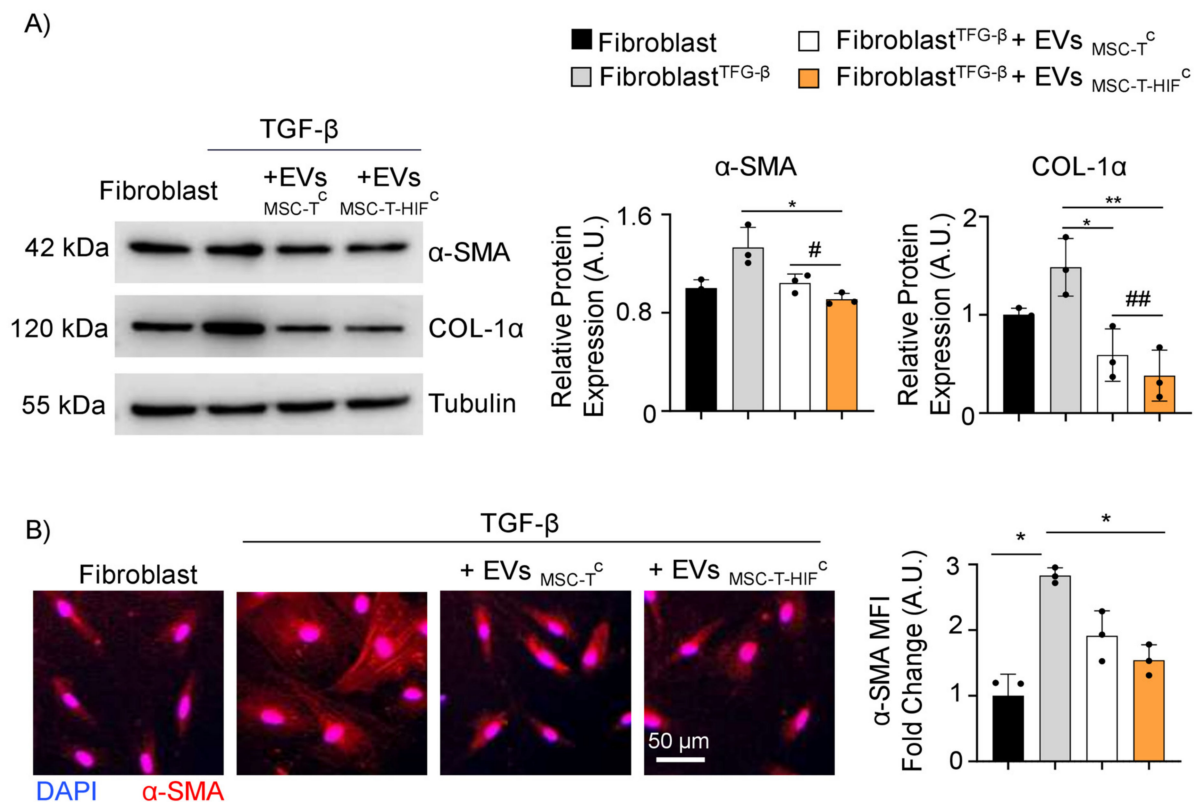 A)
Fibroblast
Fibroblast^TFG-β
Fibroblast^TFG-β + EVs MSC-T^C
Fibroblast^TFG-β + EVs MSC-T-HIF^C
TGF-β
Fibroblast
+EVs MSC-T^C
+EVs MSC-T-HIF^C
42 kDa
α-SMA
120 kDa
COL-1α
55 kDa
Tubulin
α-SMA
Relative Protein
Expression (A.U.)
1.6
0.8
0
*
#
COL-1α
Relative Protein
Expression (A.U.)
2
1
0
**
*
##
B)
TGF-β
Fibroblast
+ EVs MSC-T^C
+ EVs MSC-T-HIF^C
50 µm
DAPI
α-SMA
α-SMA MFI
Fold Change (A.U.)
3
2
1
0
*
*